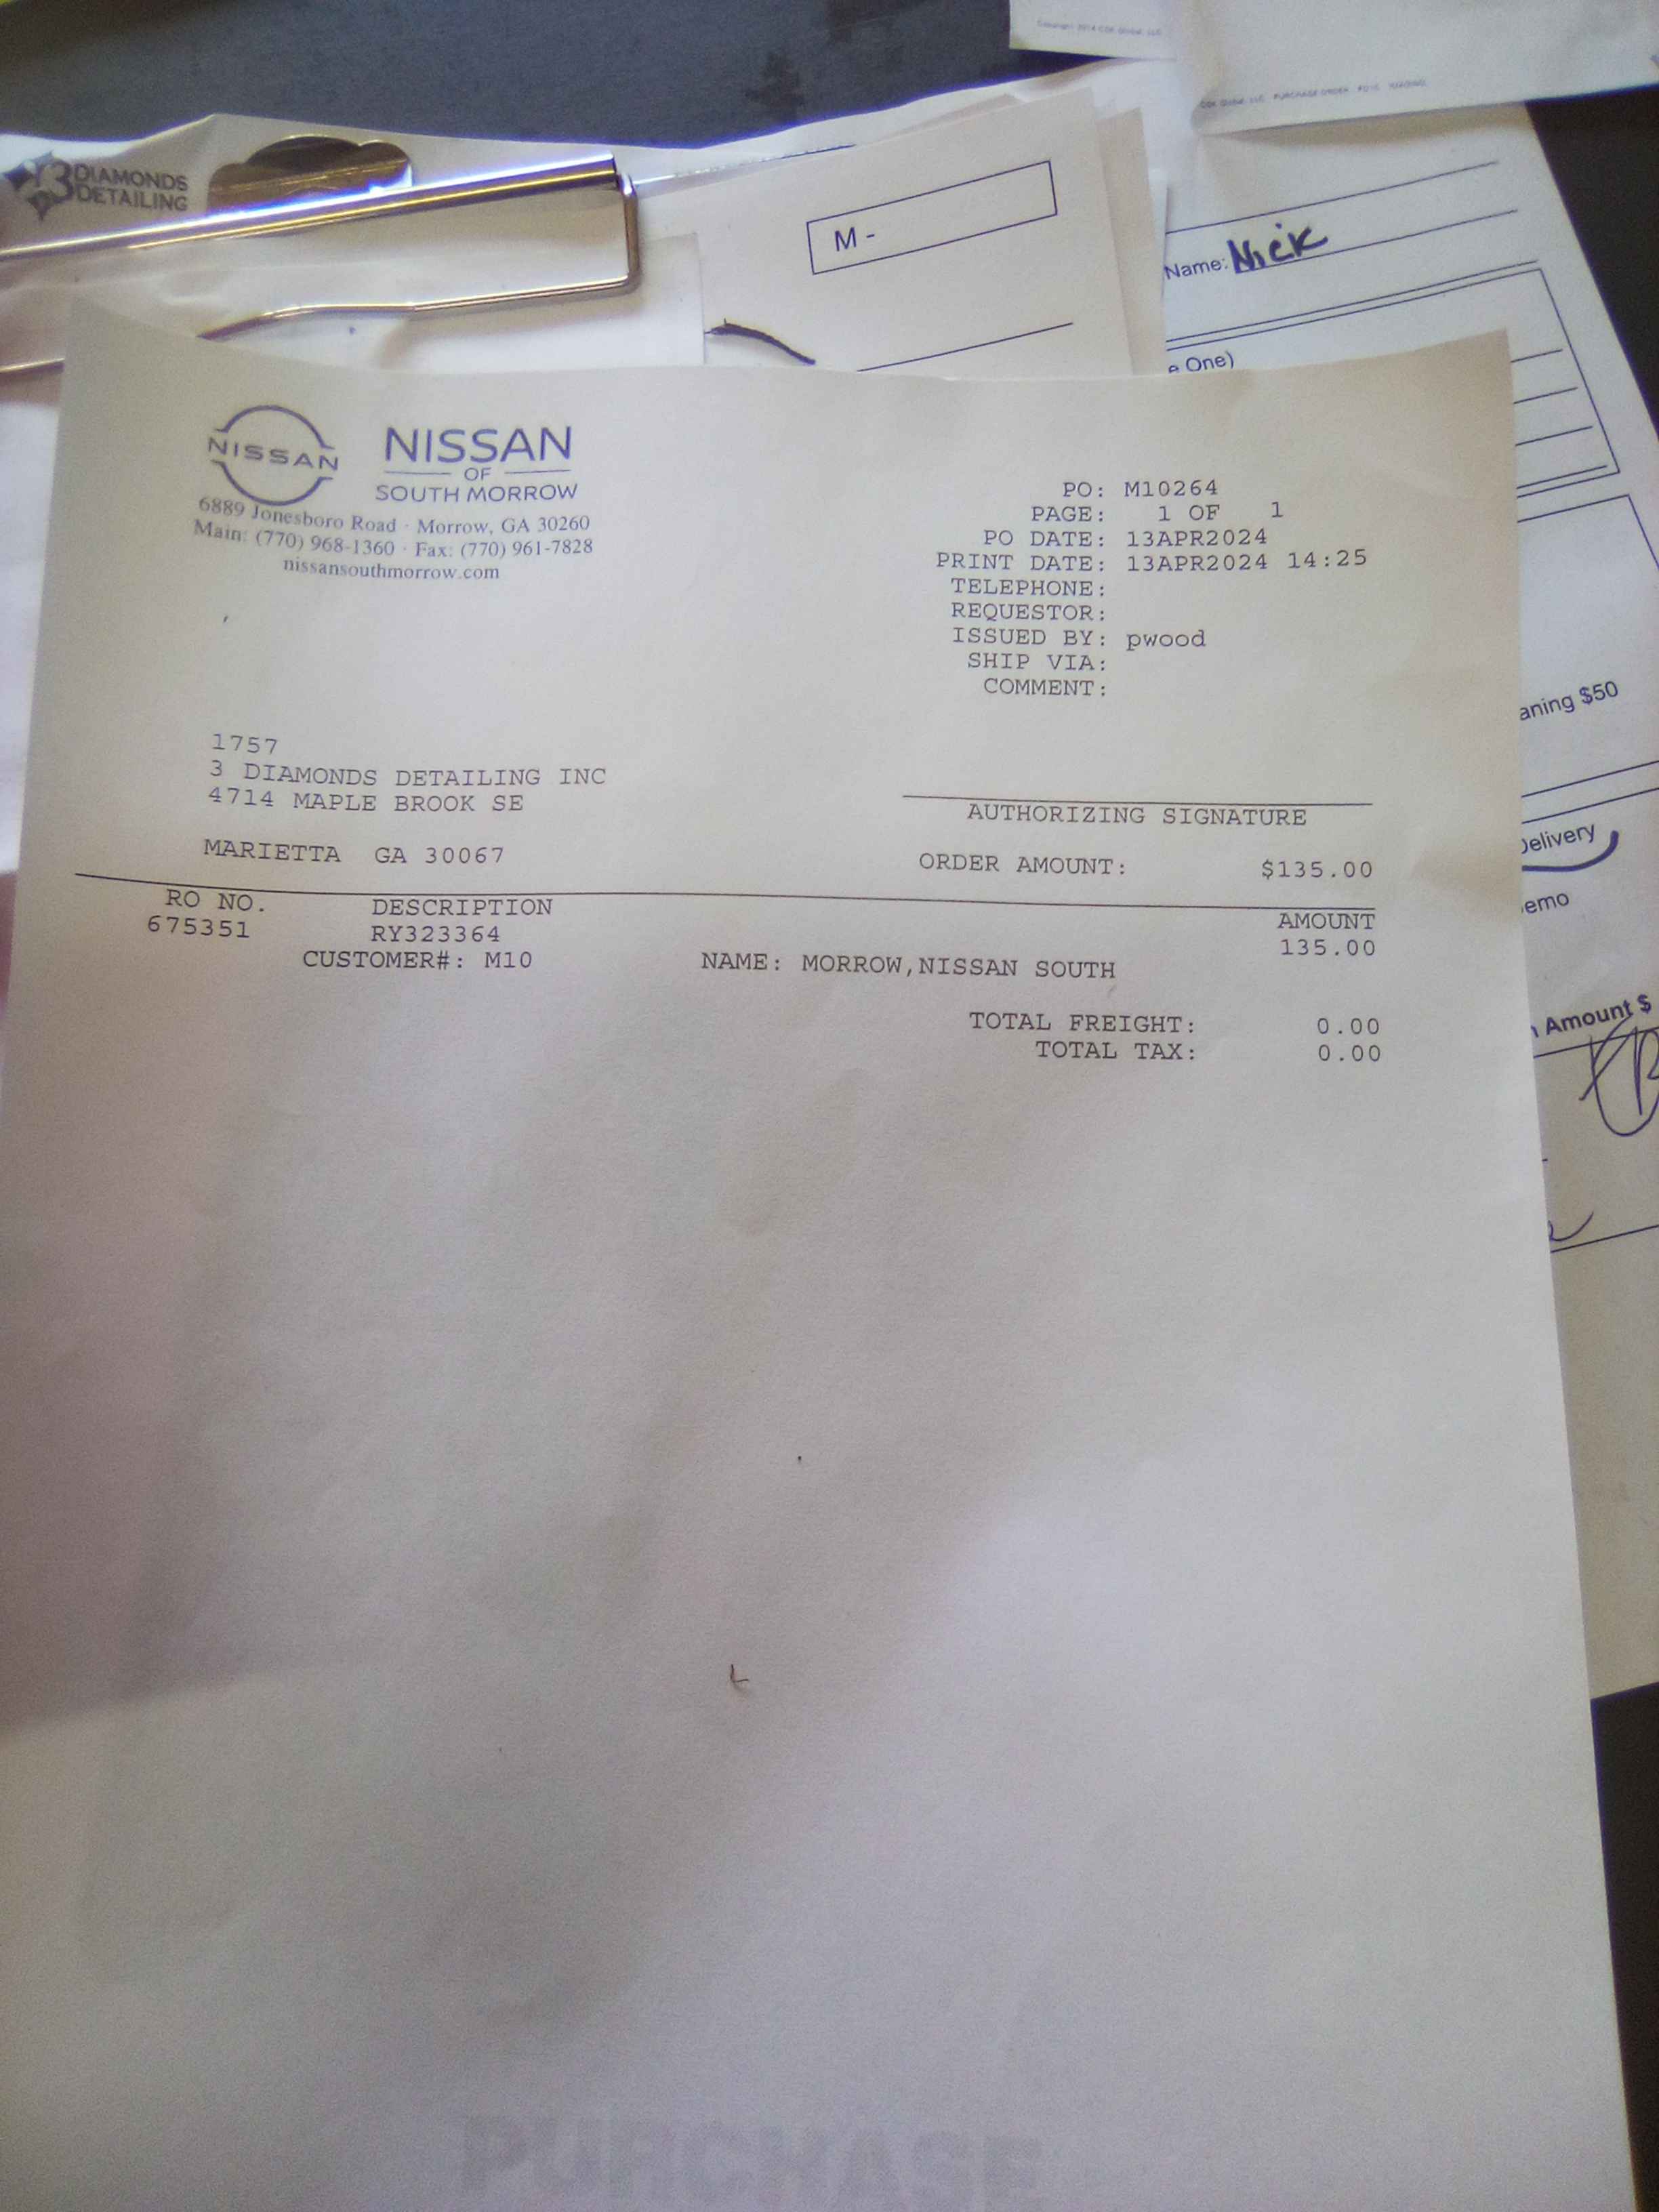 3 DIAMONDS
DETAILING
M -
Name: Nick
e One)
NISSAN
NISSAN
OF
SOUTH MORROW
6889 Jonesboro Road · Morrow, GA 30260
Main: (770) 968-1360 · Fax: (770) 961-7828
nissansouthmorrow.com
PO: M10264
PAGE: 1 OF 1
PO DATE: 13APR2024
PRINT DATE: 13APR2024 14:25
TELEPHONE:
REQUESTOR:
ISSUED BY: pwood
SHIP VIA:
COMMENT:
aning $50
1757
3 DIAMONDS DETAILING INC
4714 MAPLE BROOK SE
MARIETTA GA 30067
AUTHORIZING SIGNATURE
ORDER AMOUNT: $135.00
elivery
emo
RO NO. DESCRIPTION AMOUNT
675351 RY323364 135.00
CUSTOMER#: M10 NAME: MORROW,NISSAN SOUTH
TOTAL FREIGHT: 0.00
TOTAL TAX: 0.00
Amount $
PURCHASE